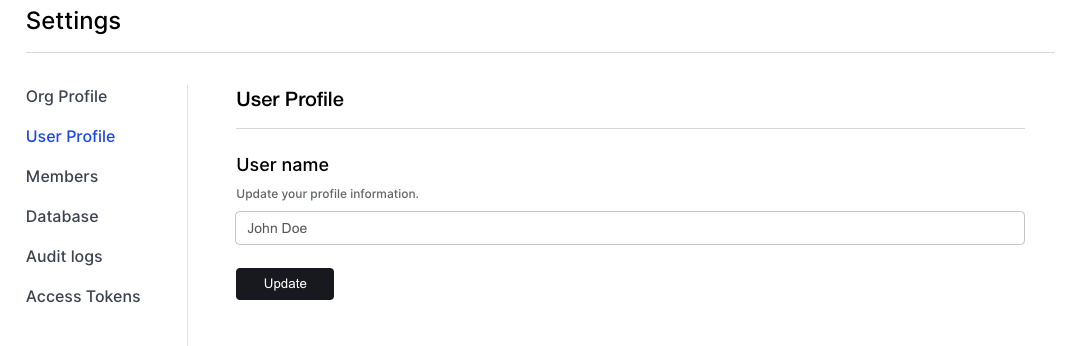 Settings
Org Profile
User Profile
Members
Database
Audit logs
Access Tokens
User Profile
User name
Update your profile information.
John Doe
Update